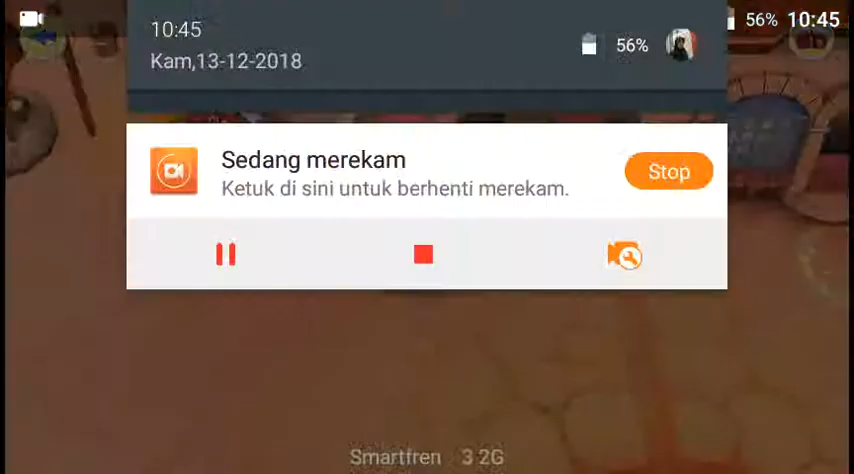 56% 10:45
10:45
56%
Kam,13-12-2018
Sedang merekam
Ketuk di sini untuk berhenti merekam.
Stop
Smartfren 3 2G